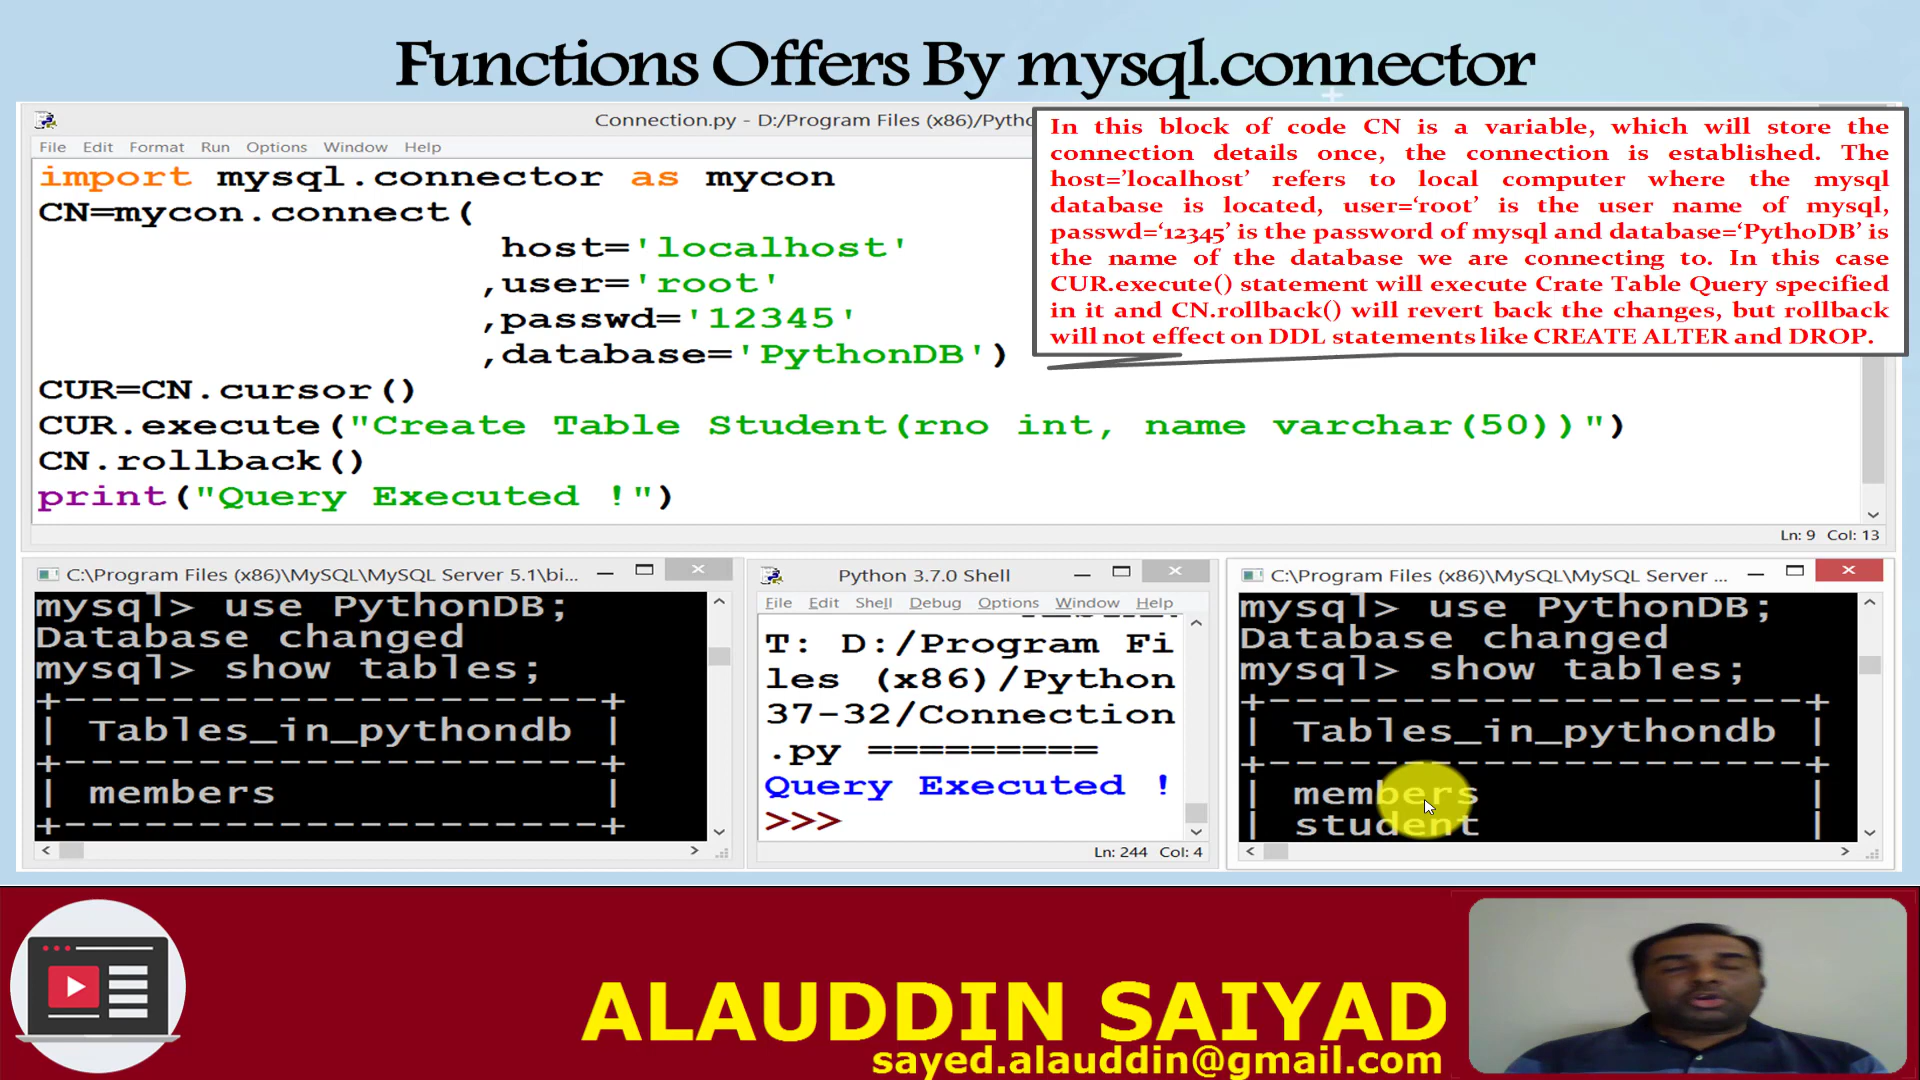 Functions Offers By mysql.connector
Connection.py - D:/Program Files (x86)/Pytho
File Edit Format Run Options Window Help
import mysql.connector as mycon
CN=mycon.connect(
host='localhost'
,user='root'
,passwd='12345'
,database='PythonDB')
CUR=CN.cursor()
CUR.execute("Create Table Student(rno int, name varchar(50))")
CN.rollback()
print("Query Executed !")
Ln: 9 Col: 13
In this block of code CN is a variable, which will store the
connection details once, the connection is established. The
host='localhost' refers to local computer where the mysql
database is located, user='root' is the user name of mysql,
passwd='12345' is the password of mysql and database='PythoDB' is
the name of the database we are connecting to. In this case
CUR.execute() statement will execute Crate Table Query specified
in it and CN.rollback() will revert back the changes, but rollback
will not effect on DDL statements like CREATE ALTER and DROP.
C:\Program Files (x86)\MySQL\MySQL Server 5.1\bi...
mysql> use PythonDB;
Database changed
mysql> show tables;
+--------------------+
| Tables_in_pythondb |
+--------------------+
| members |
+--------------------+
Python 3.7.0 Shell
File Edit Shell Debug Options Window Help
T: D:/Program Fi
les (x86)/Python
37-32/Connection
.py =========
Query Executed !
>>>
Ln: 244 Col: 4
C:\Program Files (x86)\MySQL\MySQL Server ...
mysql> use PythonDB;
Database changed
mysql> show tables;
+--------------------+
| Tables_in_pythondb |
+--------------------+
| members |
| student |
ALAUDDIN SAIYAD
sayed.alauddin@gmail.com